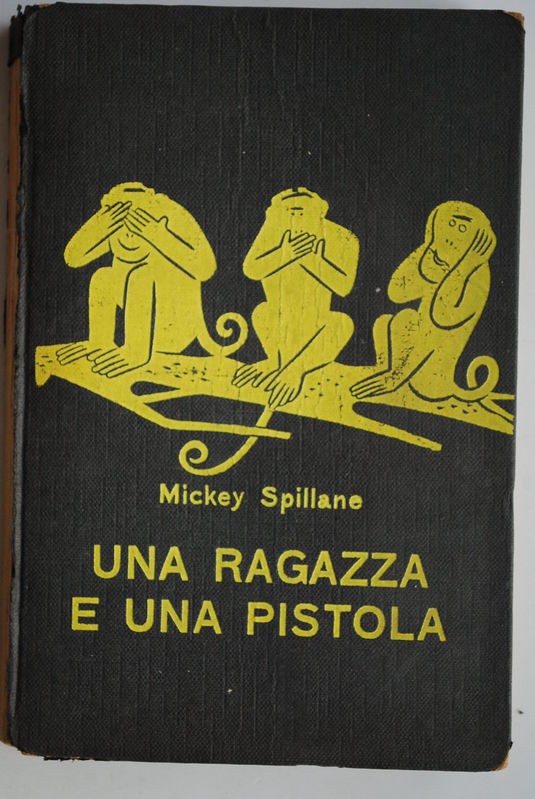 Mickey Spillane
UNA RAGAZZA
E UNA PISTOLA